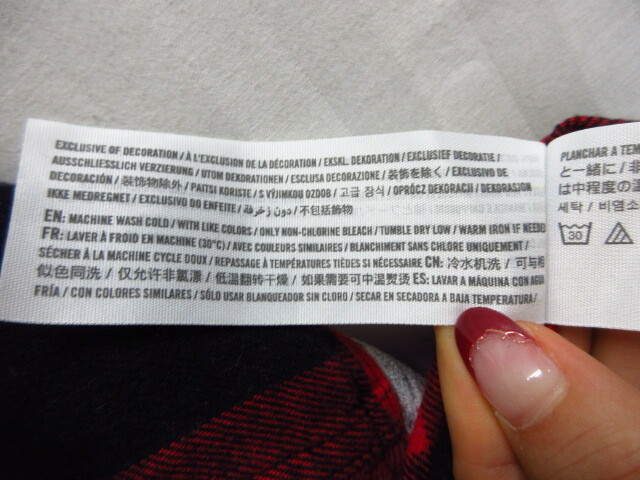 EXCLUSIVE OF DECORATION / À L'EXCLUSION DE LA DÉCORATION / EKSKL. DEKORATION / EXCLUSIEF DECORATIE /
AUSSCHLIESSLICH VERZIERUNG / UTOM DEKORATIONEN / ESCLUSA DECORAZIONE / 装飾を除く / EXCLUSIVO DE
DECORACIÓN / 装饰物除外 / PAITSI KORISTE / S VÝJIMKOU OZDOB / 고급 장식 / OPRÓCZ DEKORACJI / DEKORASJON
IKKE MEDREGNET / EXCLUSIVO DO ENFEITE / دون زخرفة / 不包括飾物
EN: MACHINE WASH COLD / WITH LIKE COLORS / ONLY NON-CHLORINE BLEACH / TUMBLE DRY LOW / WARM IRON IF NEEDED
FR: LAVER À FROID EN MACHINE (30°C) / AVEC COULEURS SIMILAIRES / BLANCHIMENT SANS CHLORE UNIQUEMENT /
SÉCHER À LA MACHINE CYCLE DOUX / REPASSAGE À TEMPÉRATURES TIÈDES SI NÉCESSAIRE CN: 冷水机洗 / 可与相
似色同洗 / 仅允许非氯漂 / 低温翻转干燥 / 如果需要可中温熨烫 ES: LAVAR A MÁQUINA CON AGUA
FRÍA / CON COLORES SIMILARES / SÓLO USAR BLANQUEADOR SIN CLORO / SECAR EN SECADORA A BAJA TEMPERATURA /
PLANCHAR A TEM
と一緒に / 非
は中程度の
세탁 / 비염소
30